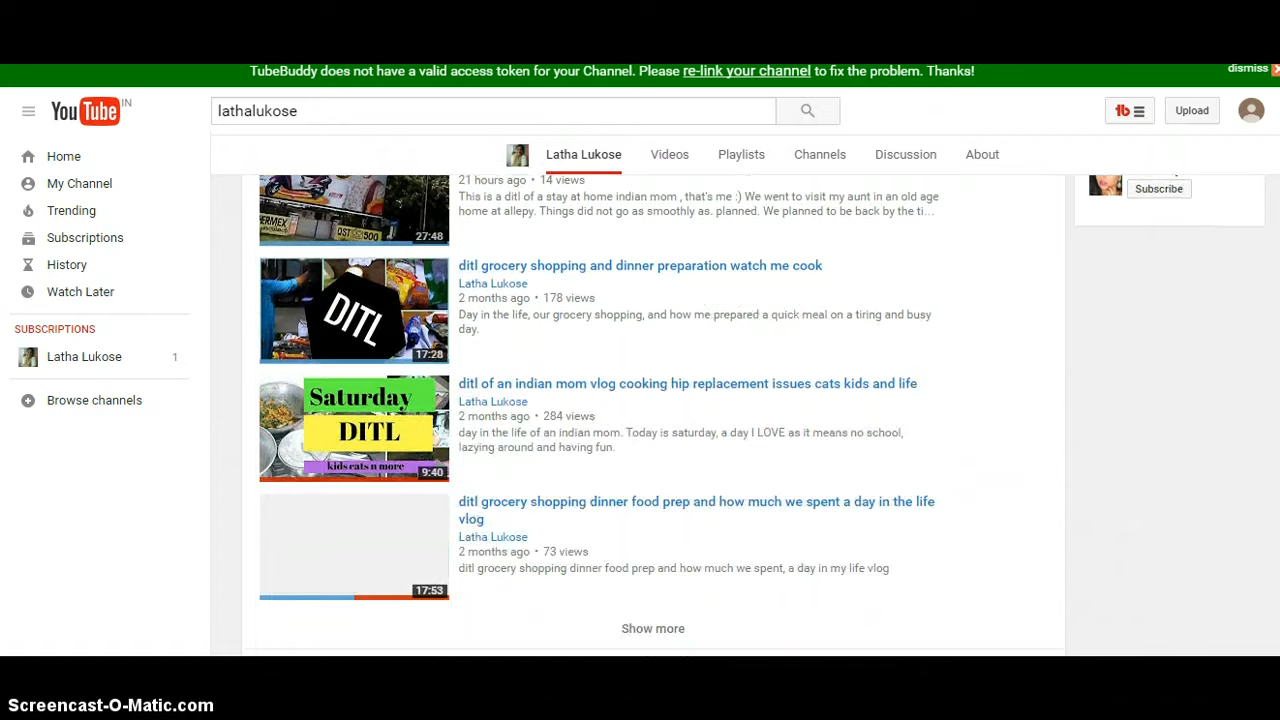 TubeBuddy does not have a valid access token for your Channel. Please re-link your channel to fix the problem. Thanks!
dismiss
YouTube IN
lathalukose
Upload
Home
My Channel
Trending
Subscriptions
History
Watch Later
SUBSCRIPTIONS
Latha Lukose 1
Browse channels
Latha Lukose Videos Playlists Channels Discussion About
Subscribe
27:48
21 hours ago • 14 views
This is a ditl of a stay at home indian mom , that's me :) We went to visit my aunt in an old age
home at allepy. Things did not go as smoothly as. planned. We planned to be back by the ti...
DITL
17:28
ditl grocery shopping and dinner preparation watch me cook
Latha Lukose
2 months ago • 178 views
Day in the life, our grocery shopping, and how me prepared a quick meal on a tiring and busy
day.
Saturday
DITL
kids cats n more
9:40
ditl of an indian mom vlog cooking hip replacement issues cats kids and life
Latha Lukose
2 months ago • 284 views
day in the life of an indian mom. Today is saturday, a day I LOVE as it means no school,
lazying around and having fun.
17:53
ditl grocery shopping dinner food prep and how much we spent a day in the life
vlog
Latha Lukose
2 months ago • 73 views
ditl grocery shopping dinner food prep and how much we spent, a day in my life vlog
Show more
Screencast-O-Matic.com